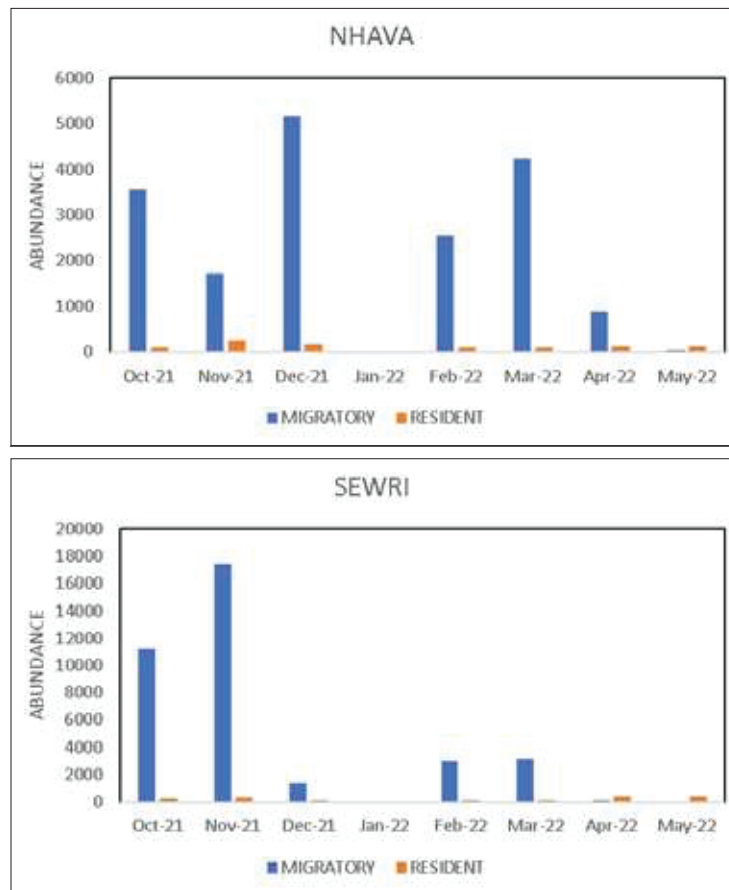 NHAVA
6000
5000
4000
3000
2000
1000
0
ABUNDANCE
Oct-21 Nov-21 Dec-21 Jan-22 Feb-22 Mar-22 Apr-22 May-22
MIGRATORY RESIDENT
SEWRI
20000
18000
16000
14000
12000
10000
8000
6000
4000
2000
0
ABUNDANCE
Oct-21 Nov-21 Dec-21 Jan-22 Feb-22 Mar-22 Apr-22 May-22
MIGRATORY RESIDENT